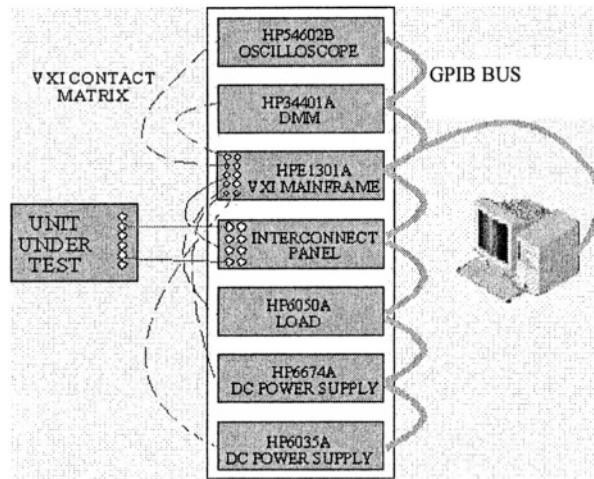 HP54602B
OSCILLOSCOPE
VXI CONTACT
MATRIX
GPIB BUS
HP34401A
DMM
HPE1301A
VXI MAINFRAME
UNIT
UNDER
TEST
INTERCONNECT
PANEL
HP6050A
LOAD
HP6674A
DC POWER SUPPLY
HP6035A
DC POWER SUPPLY